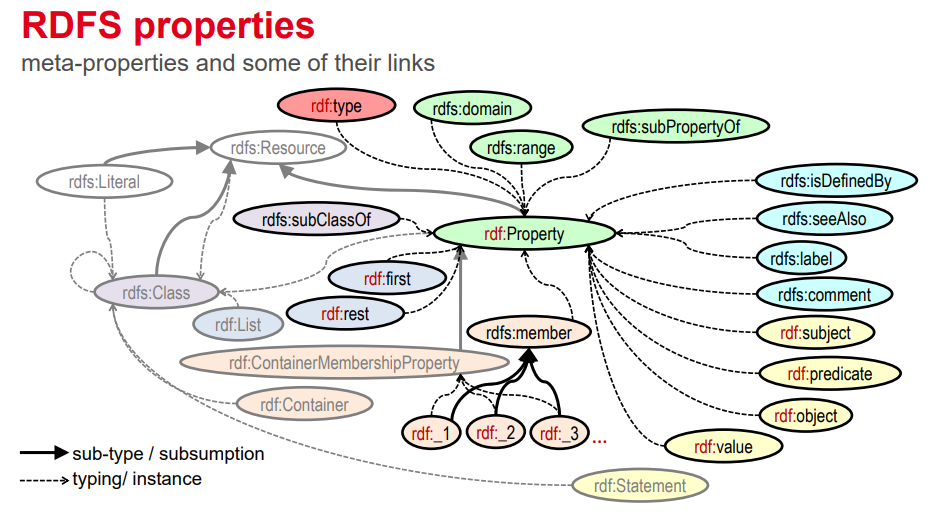 RDFS properties
meta-properties and some of their links
rdf:type
rdfs:domain
rdfs:subPropertyOf
rdfs:Resource
rdfs:range
rdfs:Literal
rdfs:isDefinedBy
rdfs:subClassOf
rdfs:seeAlso
rdf:Property
rdfs:label
rdf:first
rdfs:Class
rdfs:comment
rdf:rest
rdf:List
rdfs:member
rdf:subject
rdf:ContainerMembershipProperty
rdf:predicate
rdf:Container
rdf:object
rdf:_1
rdf:_2
rdf:_3 ...
rdf:value
sub-type / subsumption
typing/ instance
rdf:Statement